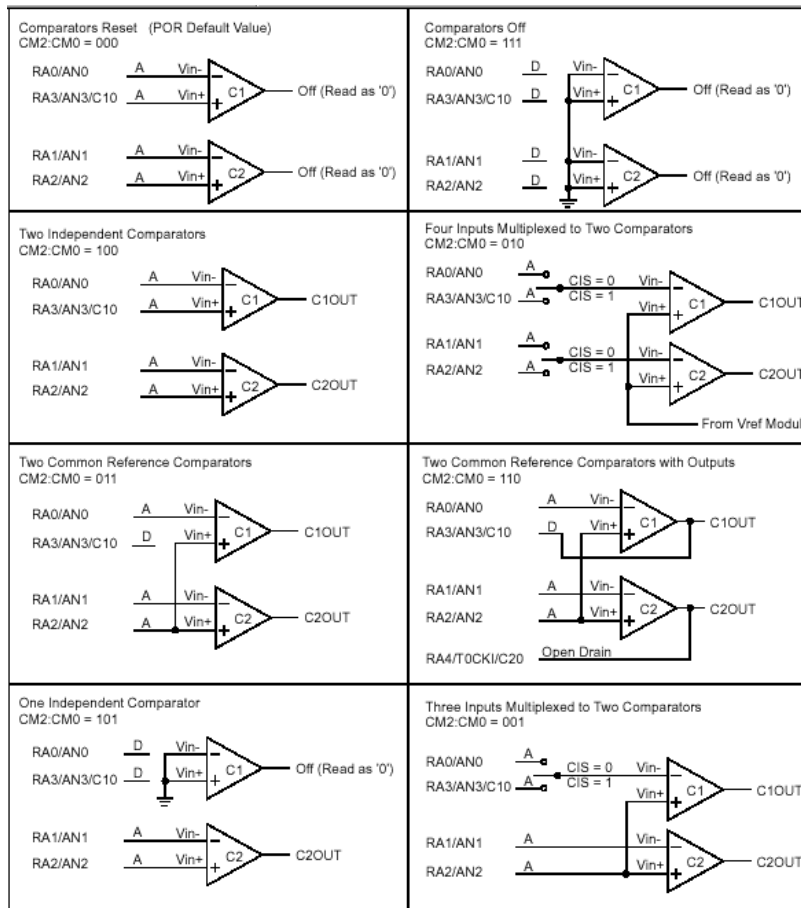 Comparators Reset (POR Default Value)
CM2:CM0 = 000
RA0/AN0 A Vin-
RA3/AN3/C10 A Vin+ C1 Off (Read as '0')
RA1/AN1 A Vin-
RA2/AN2 A Vin+ C2 Off (Read as '0')
Comparators Off
CM2:CM0 = 111
RA0/AN0 D Vin-
RA3/AN3/C10 D Vin+ C1 Off (Read as '0')
RA1/AN1 D Vin-
RA2/AN2 D Vin+ C2 Off (Read as '0')
Two Independent Comparators
CM2:CM0 = 100
RA0/AN0 A Vin-
RA3/AN3/C10 A Vin+ C1 C1OUT
RA1/AN1 A Vin-
RA2/AN2 A Vin+ C2 C2OUT
Four Inputs Multiplexed to Two Comparators
CM2:CM0 = 010
RA0/AN0 A CIS = 0 Vin-
RA3/AN3/C10 A CIS = 1 Vin+ C1 C1OUT
RA1/AN1 A CIS = 0 Vin-
RA2/AN2 A CIS = 1 Vin+ C2 C2OUT
From Vref Modul
Two Common Reference Comparators
CM2:CM0 = 011
RA0/AN0 A Vin-
RA3/AN3/C10 D Vin+ C1 C1OUT
RA1/AN1 A Vin-
RA2/AN2 A Vin+ C2 C2OUT
Two Common Reference Comparators with Outputs
CM2:CM0 = 110
RA0/AN0 A Vin-
RA3/AN3/C10 D Vin+ C1 C1OUT
RA1/AN1 A Vin-
RA2/AN2 A Vin+ C2 C2OUT
RA4/T0CKI/C20 Open Drain
One Independent Comparator
CM2:CM0 = 101
RA0/AN0 D Vin-
RA3/AN3/C10 D Vin+ C1 Off (Read as '0')
RA1/AN1 A Vin-
RA2/AN2 A Vin+ C2 C2OUT
Three Inputs Multiplexed to Two Comparators
CM2:CM0 = 001
RA0/AN0 A CIS = 0 Vin-
RA3/AN3/C10 A CIS = 1 Vin+ C1 C1OUT
RA1/AN1 A Vin-
RA2/AN2 A Vin+ C2 C2OUT